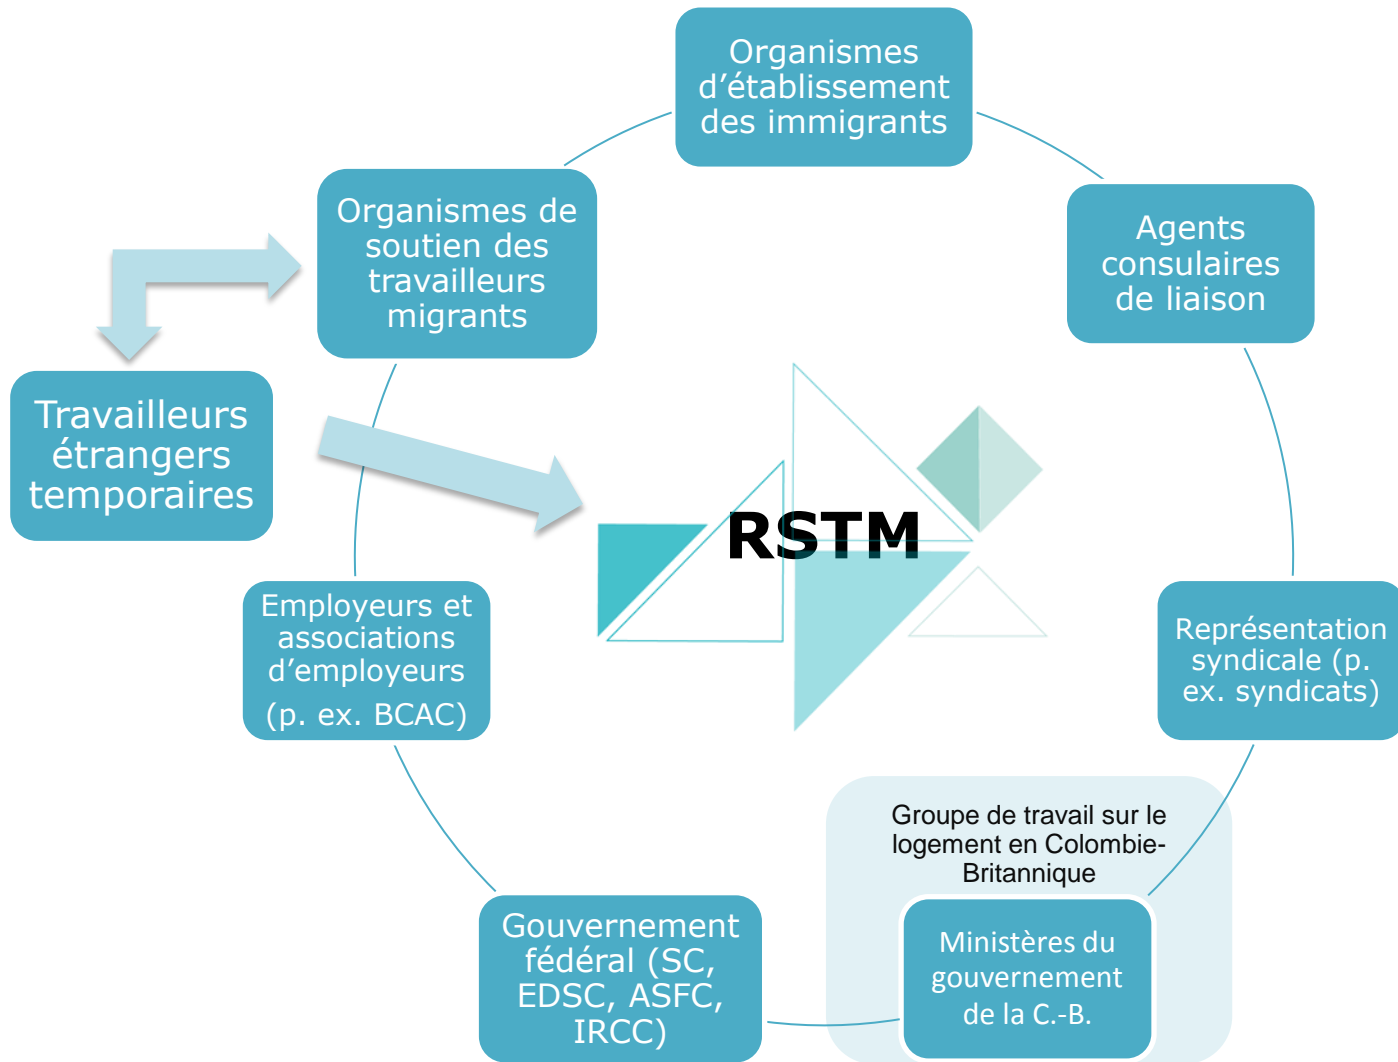 Organismes
d’établissement
des immigrants
Organismes de
soutien des
travailleurs
migrants
Agents
consulaires
de liaison
Travailleurs
étrangers
temporaires
RSTM
Employeurs et
associations
d’employeurs
(p. ex. BCAC)
Représentation
syndicale (p.
ex. syndicats)
Groupe de travail sur le
logement en Colombie-
Britannique
Gouvernement
fédéral (SC,
EDSC, ASFC,
IRCC)
Ministères du
gouvernement
de la C.-B.